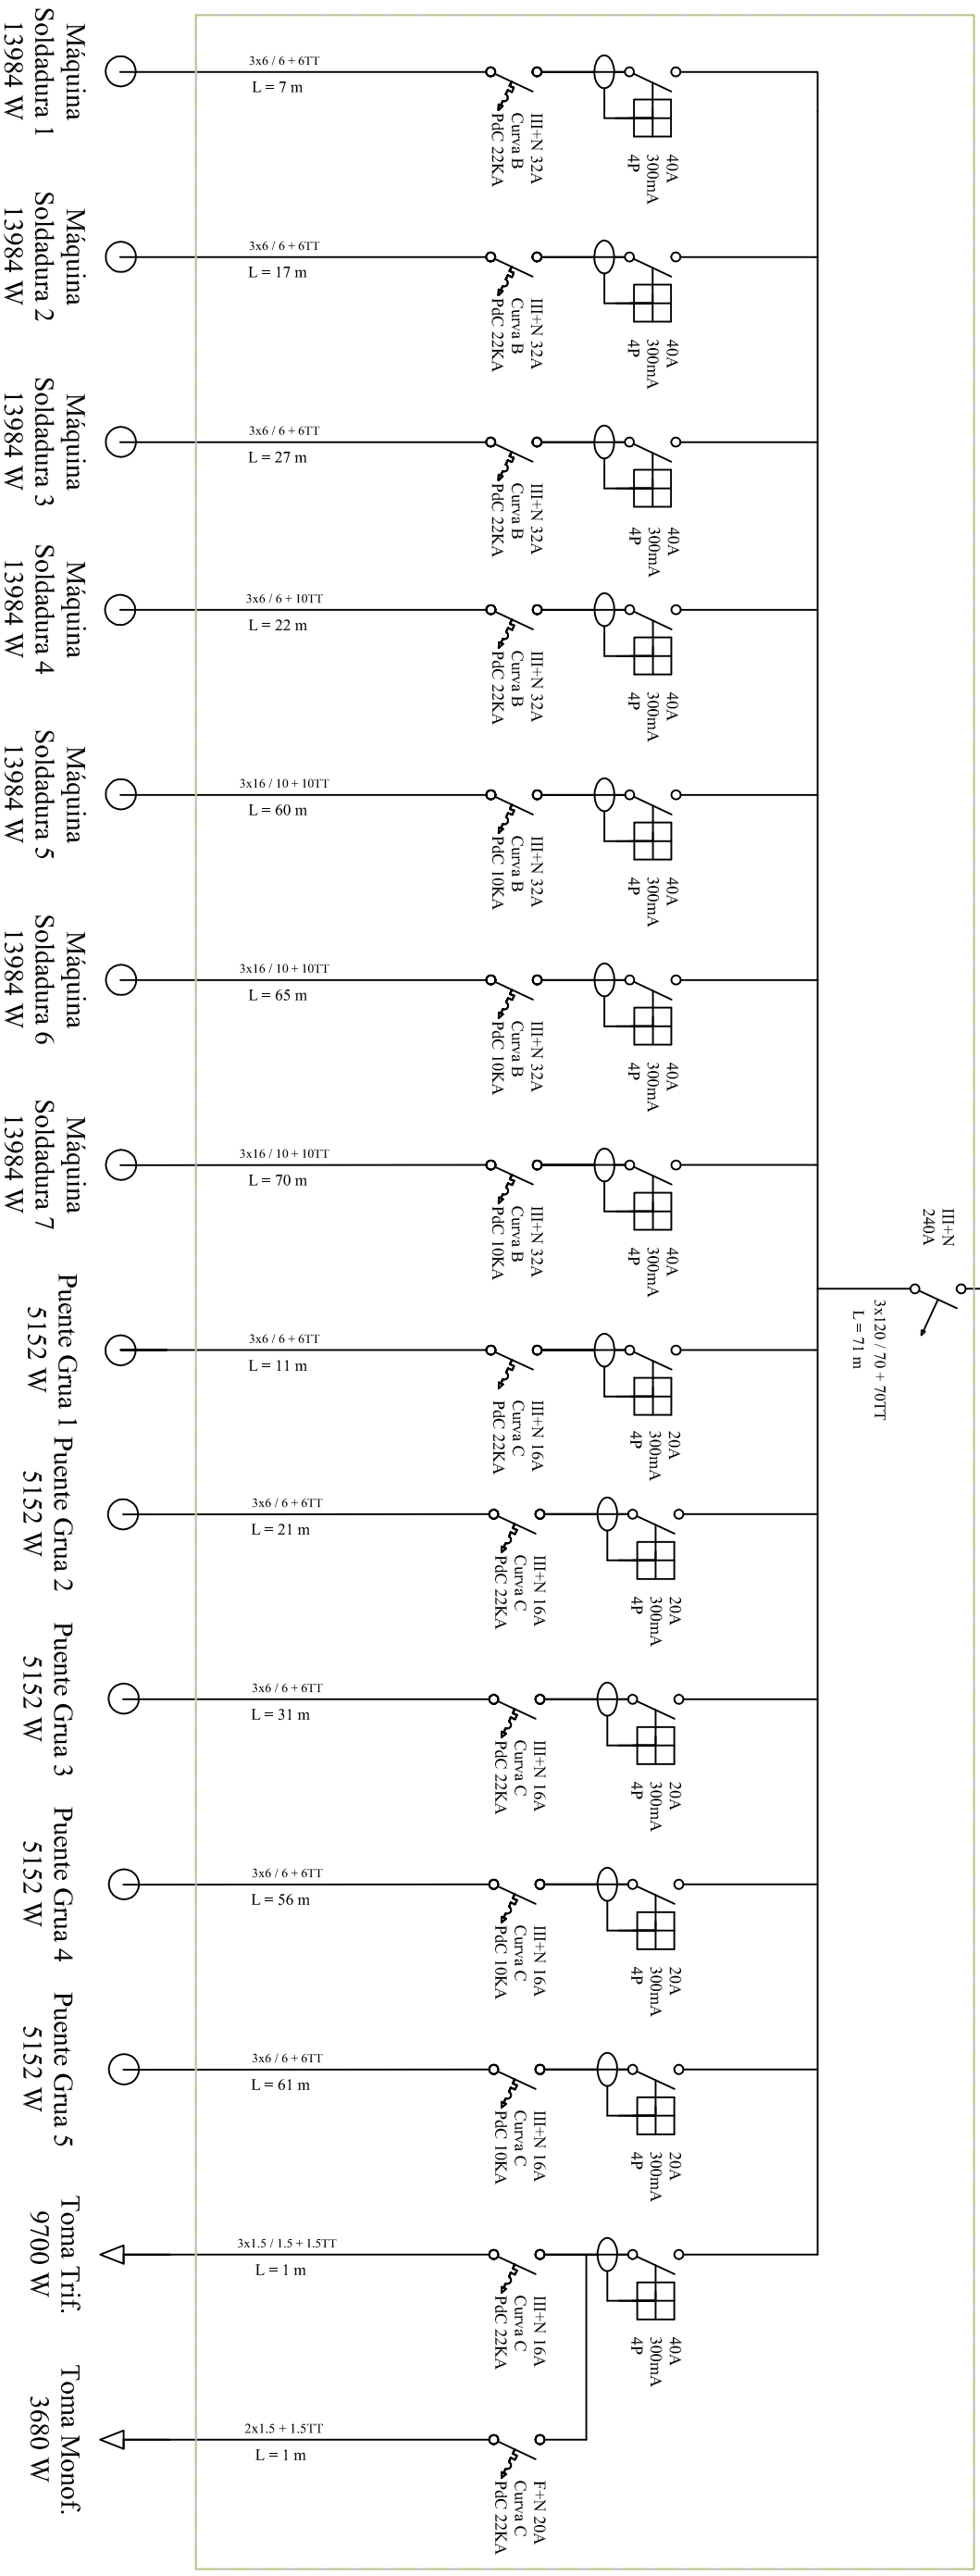 III+N
240A
3x120 / 70 + 70TT
L = 71 m
40A
300mA
4P
III+N 32A
Curva B
PdC 22KA
3x6 / 6 + 6TT
L = 7 m
Máquina
Soldadura 1
13984 W
40A
300mA
4P
III+N 32A
Curva B
PdC 22KA
3x6 / 6 + 6TT
L = 17 m
Máquina
Soldadura 2
13984 W
40A
300mA
4P
III+N 32A
Curva B
PdC 22KA
3x6 / 6 + 6TT
L = 27 m
Máquina
Soldadura 3
13984 W
40A
300mA
4P
III+N 32A
Curva B
PdC 22KA
3x6 / 6 + 10TT
L = 22 m
Máquina
Soldadura 4
13984 W
40A
300mA
4P
III+N 32A
Curva B
PdC 10KA
3x16 / 10 + 10TT
L = 60 m
Máquina
Soldadura 5
13984 W
40A
300mA
4P
III+N 32A
Curva B
PdC 10KA
3x16 / 10 + 10TT
L = 65 m
Máquina
Soldadura 6
13984 W
40A
300mA
4P
III+N 32A
Curva B
PdC 10KA
3x16 / 10 + 10TT
L = 70 m
Máquina
Soldadura 7
13984 W
20A
300mA
4P
III+N 16A
Curva C
PdC 22KA
3x6 / 6 + 6TT
L = 11 m
Puente Grua 1
5152 W
20A
300mA
4P
III+N 16A
Curva C
PdC 22KA
3x6 / 6 + 6TT
L = 21 m
Puente Grua 2
5152 W
20A
300mA
4P
III+N 16A
Curva C
PdC 22KA
3x6 / 6 + 6TT
L = 31 m
Puente Grua 3
5152 W
20A
300mA
4P
III+N 16A
Curva C
PdC 10KA
3x6 / 6 + 6TT
L = 56 m
Puente Grua 4
5152 W
20A
300mA
4P
III+N 16A
Curva C
PdC 10KA
3x6 / 6 + 6TT
L = 61 m
Puente Grua 5
5152 W
40A
300mA
4P
III+N 16A
Curva C
PdC 22KA
3x1.5 / 1.5 + 1.5TT
L = 1 m
Toma Trif.
9700 W
F+N 20A
Curva C
PdC 22KA
2x1.5 + 1.5TT
L = 1 m
Toma Monof.
3680 W